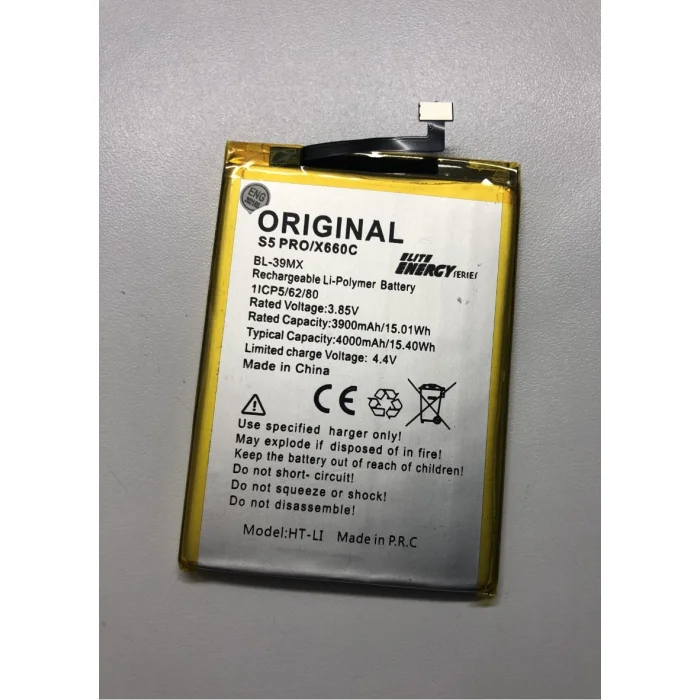 ENG
ORIGINAL
S5 PRO/X660C
BL-39MX
ELITE
ENERGY SERIES
Rechargeable Li-Polymer Battery
1ICP5/62/80
Rated Voltage:3.85V
Rated Capacity:3900mAh/15.01Wh
Typical Capacity:4000mAh/15.40Wh
Limited charge Voltage: 4.4V
Made in China
CE
Use specified harger only!
May explode if disposed of in fire!
Keep the battery out of reach of children!
Do not short- circuit!
Do not squeeze or shock!
Do not disassemble!
Model:HT-LI Made in P.R.C